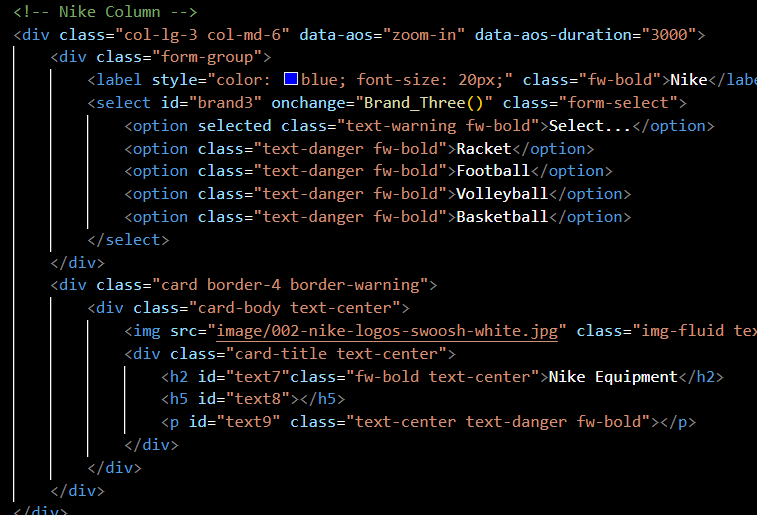 <!-- Nike Column -->
<div class="col-lg-3 col-md-6" data-aos="zoom-in" data-aos-duration="3000">
<div class="form-group">
<label style="color: blue; font-size: 20px;" class="fw-bold">Nike</labe
<select id="brand3" onchange="Brand_Three()" class="form-select">
<option selected class="text-warning fw-bold">Select...</option>
<option class="text-danger fw-bold">Racket</option>
<option class="text-danger fw-bold">Football</option>
<option class="text-danger fw-bold">Volleyball</option>
<option class="text-danger fw-bold">Basketball</option>
</select>
</div>
<div class="card border-4 border-warning">
<div class="card-body text-center">
<img src="image/002-nike-logos-swoosh-white.jpg" class="img-fluid tex
<div class="card-title text-center">
<h2 id="text7"class="fw-bold text-center">Nike Equipment</h2>
<h5 id="text8"></h5>
<p id="text9" class="text-center text-danger fw-bold"></p>
</div>
</div>
</div>
</div>